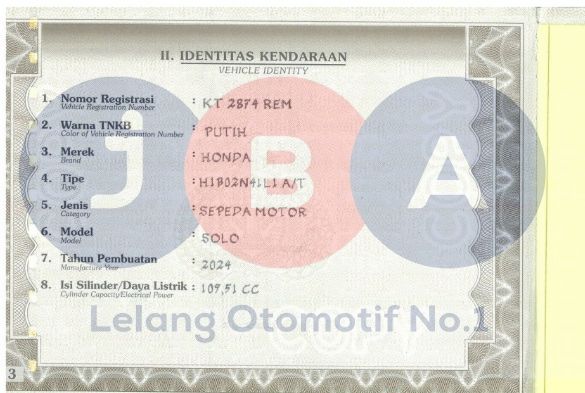 II. IDENTITAS KENDARAAN
VEHICLE IDENTITY
1. Nomor Registrasi : KT 2874 REM
Vehicle Registration Number
2. Warna TNKB : PUTIH
Color of Vehicle Registration Number
3. Merek : HONDA
Brand
4. Tipe : H1B02N41L1 A/T
Type
5. Jenis : SEPEDA MOTOR
Category
6. Model : SOLO
Model
7. Tahun Pembuatan : 2024
Manufacture Year
8. Isi Silinder/Daya Listrik : 109,51 CC
Cylinder Capacity/Electrical Power
JBA
Lelang Otomotif No.1
COPY
3